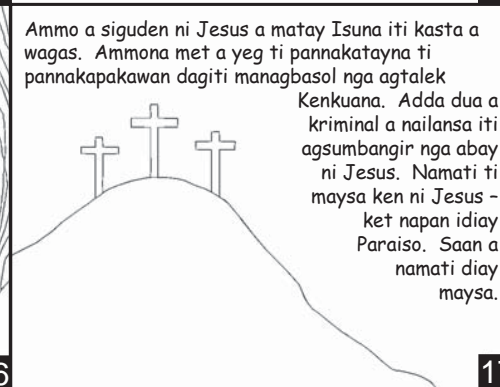 Ammo a siguden ni Jesus a matay Isuna iti kasta a
wagas. Ammona met a yeg ti pannakatayna ti
pannakapakawan dagiti managbasol nga agtalek
Kenkuana. Adda dua a
kriminal a nailansa iti
agsumbangir nga abay
ni Jesus. Namati ti
maysa ken ni Jesus –
ket napan idiay
Paraiso. Saan a
namati diay
maysa.